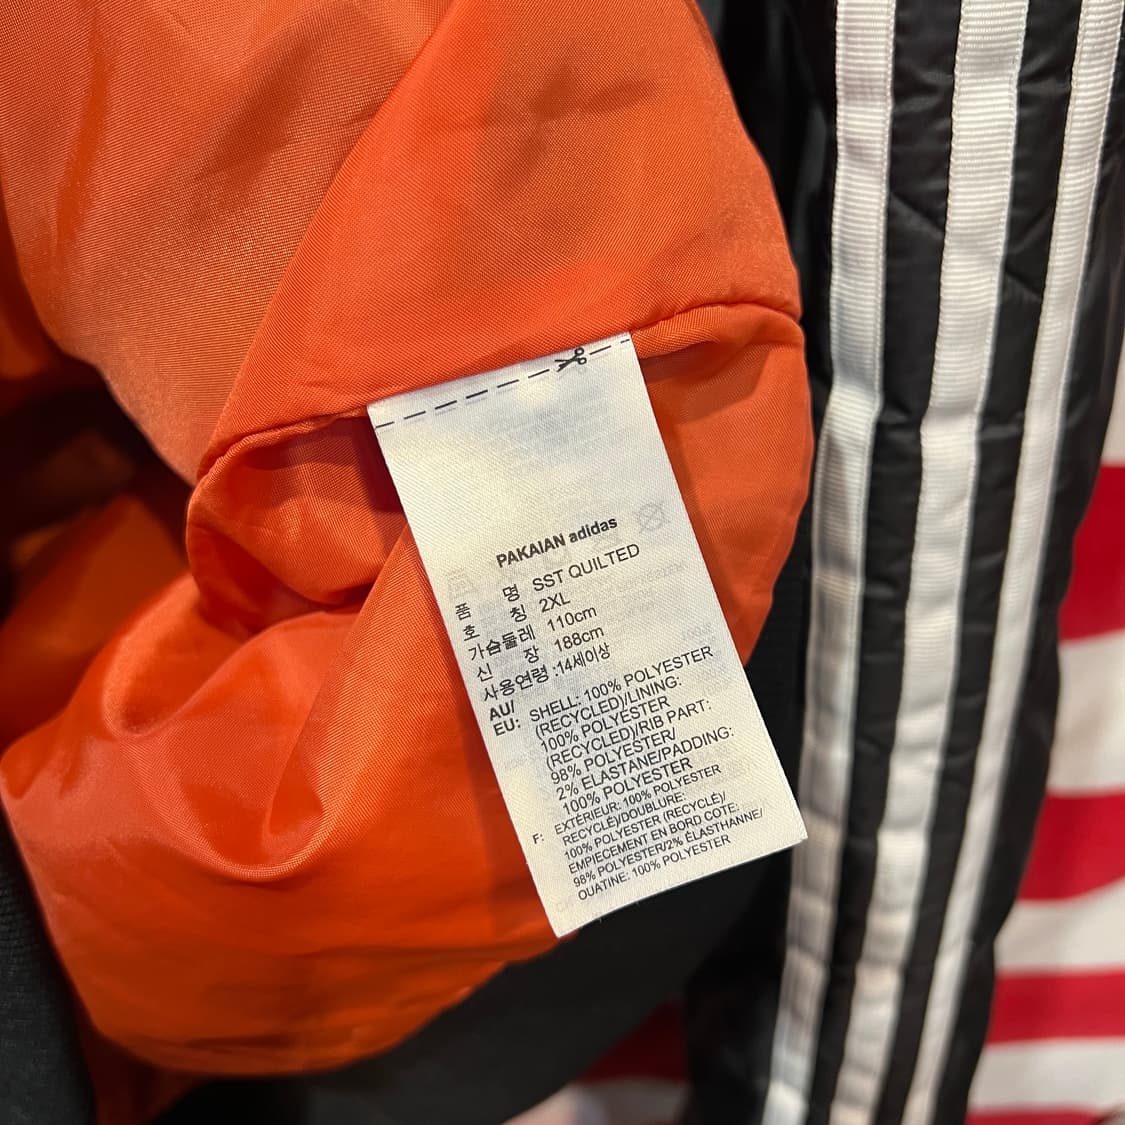 PAKAIAN adidas
품 명 SST QUILTED
호 칭 2XL
가슴둘레 110cm
신 장 188cm
사용연령 :14세이상
AU/
EU: SHELL: 100% POLYESTER
(RECYCLED)/LINING:
100% POLYESTER
(RECYCLED)/RIB PART:
98% POLYESTER/
2% ELASTANE/PADDING:
100% POLYESTER
F: EXTÉRIEUR: 100% POLYESTER
RECYCLÉ/DOUBLURE:
100% POLYESTER (RECYCLÉ)/
EMPIECEMENT EN BORD COTE:
98% POLYESTER/2% ÉLASTHANNE/
OUATINE: 100% POLYESTER